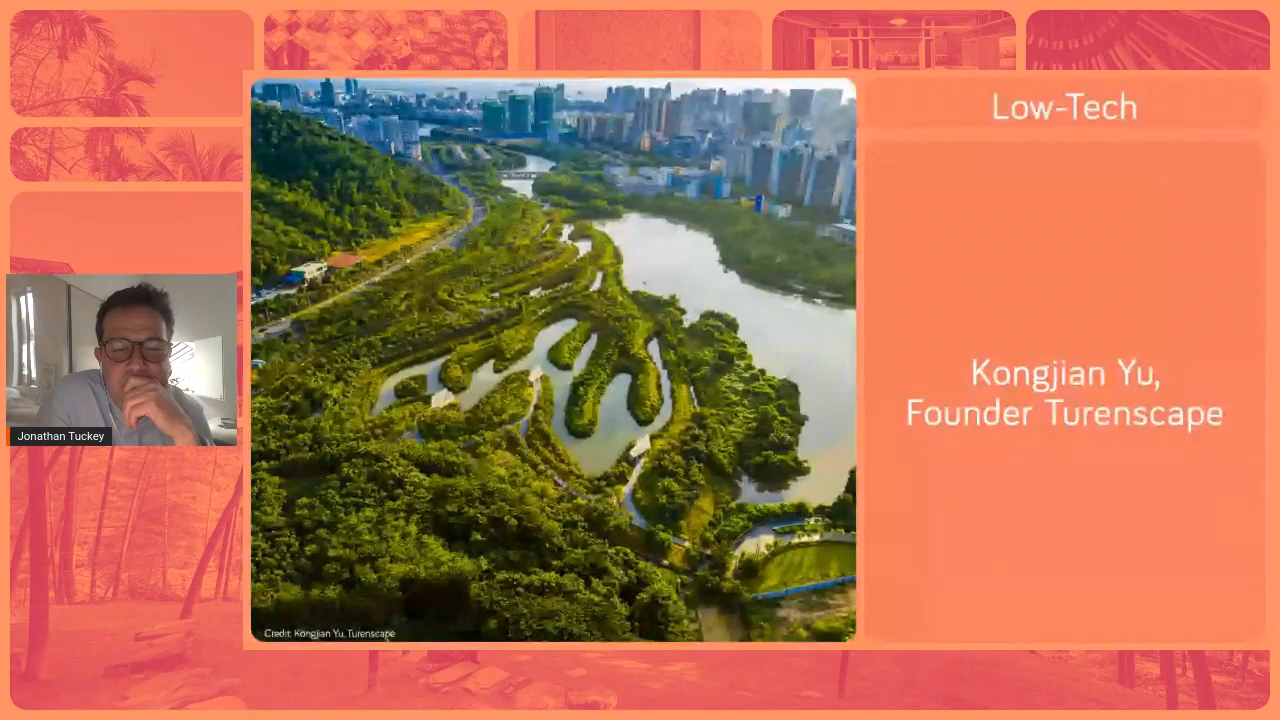 Low-Tech
Kongjian Yu,
Founder Turenscape
Jonathan Tuckey
Credit: Kongjian Yu, Turenscape